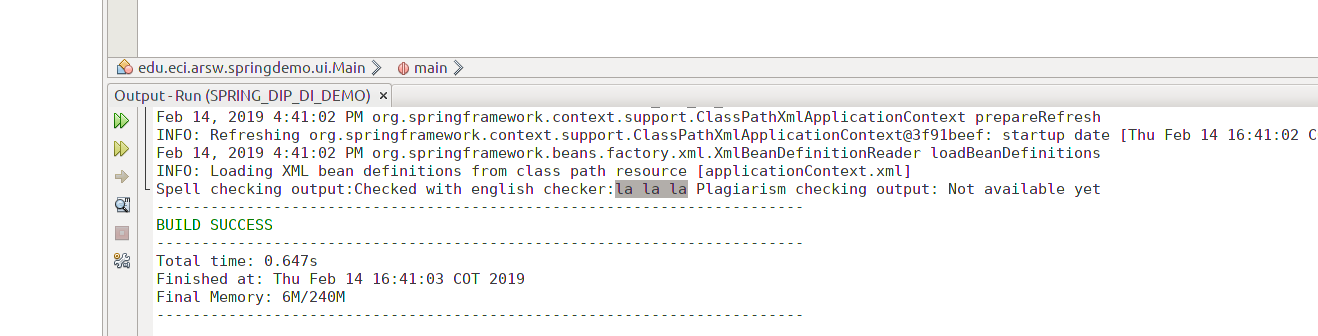 edu.eci.arsw.springdemo.ui.Main main
Output - Run (SPRING_DIP_DI_DEMO) ×
Feb 14, 2019 4:41:02 PM org.springframework.context.support.ClassPathXmlApplicationContext prepareRefresh
INFO: Refreshing org.springframework.context.support.ClassPathXmlApplicationContext@3f91beef: startup date [Thu Feb 14 16:41:02 C
Feb 14, 2019 4:41:02 PM org.springframework.beans.factory.xml.XmlBeanDefinitionReader loadBeanDefinitions
INFO: Loading XML bean definitions from class path resource [applicationContext.xml]
Spell checking output:Checked with english checker:la la la Plagiarism checking output: Not available yet
------------------------------------------------------------------------
BUILD SUCCESS
------------------------------------------------------------------------
Total time: 0.647s
Finished at: Thu Feb 14 16:41:03 COT 2019
Final Memory: 6M/240M
------------------------------------------------------------------------